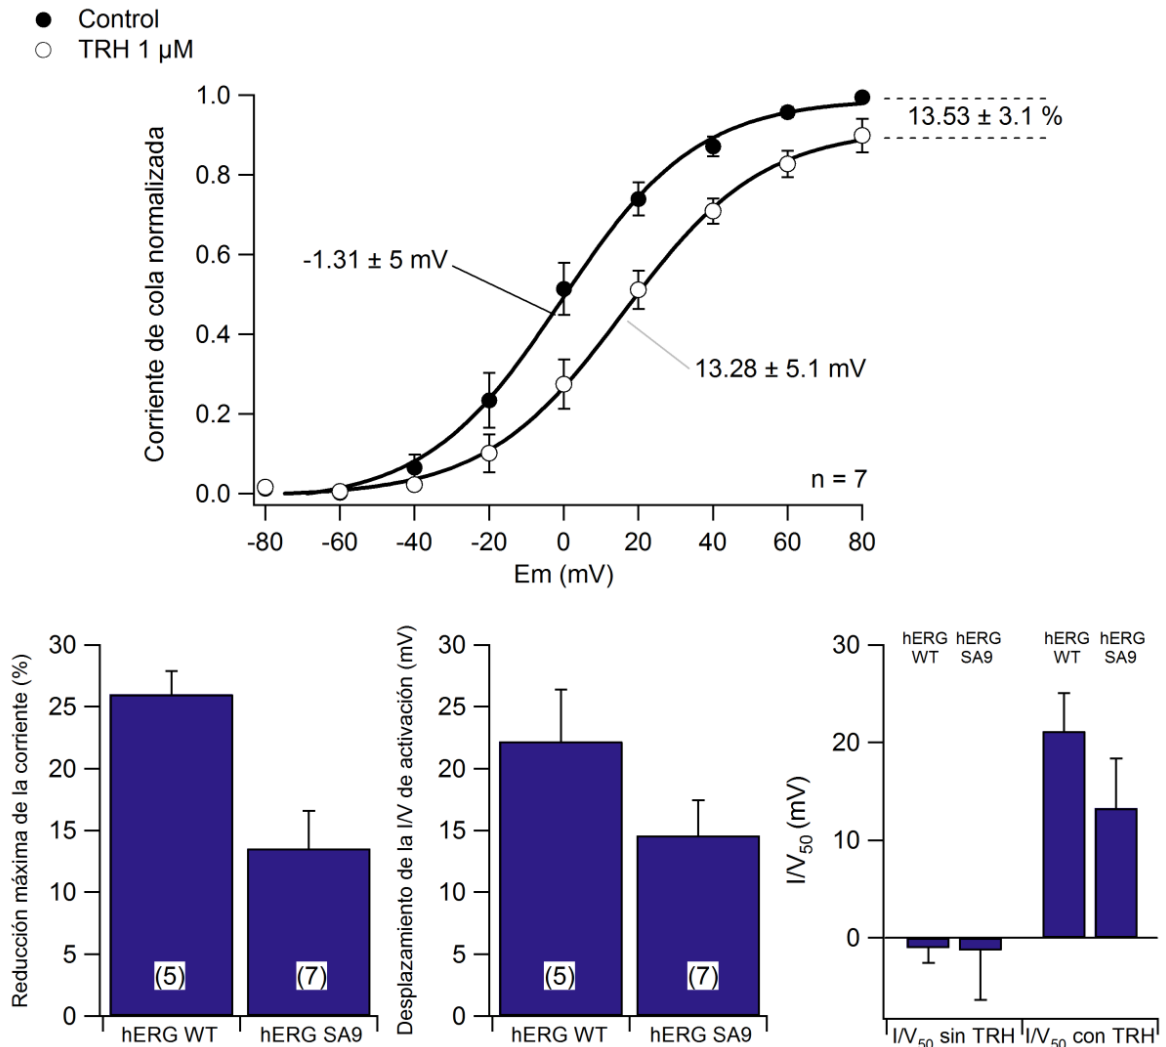 Control
TRH 1 µM
Corriente de cola normalizada
1.0
0.8
0.6
0.4
0.2
0.0
13.53 ± 3.1 %
-1.31 ± 5 mV
13.28 ± 5.1 mV
n = 7
-80 -60 -40 -20 0 20 40 60 80
Em (mV)
Reducción máxima de la corriente (%)
30
25
20
15
10
5
0
(5) (7)
hERG WT hERG SA9
Desplazamiento de la I/V de activación (mV)
30
25
20
15
10
5
0
(5) (7)
hERG WT hERG SA9
I/V50 (mV)
30
20
10
0
hERG hERG hERG hERG
WT SA9 WT SA9
I/V50 sin TRH I/V50 con TRH